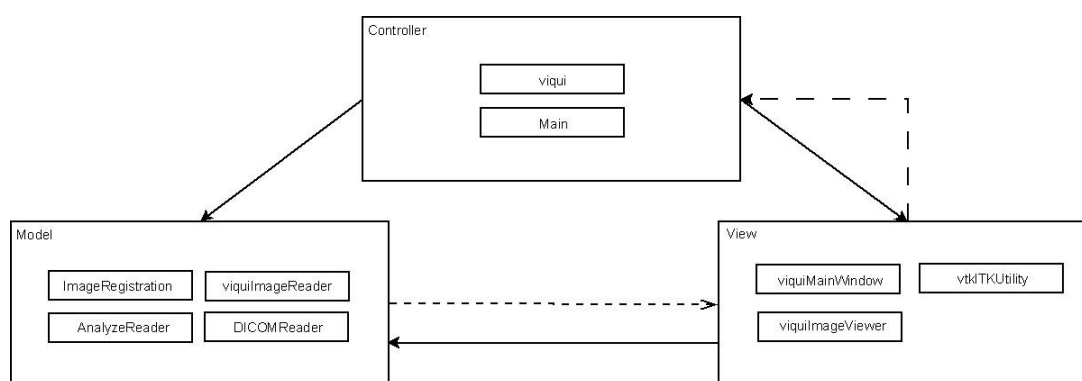 Controller
viqui
Main
Model
ImageRegistration
viquiImageReader
AnalyzeReader
DICOMReader
View
viquiMainWindow
vtkITKUtility
viquiImageViewer